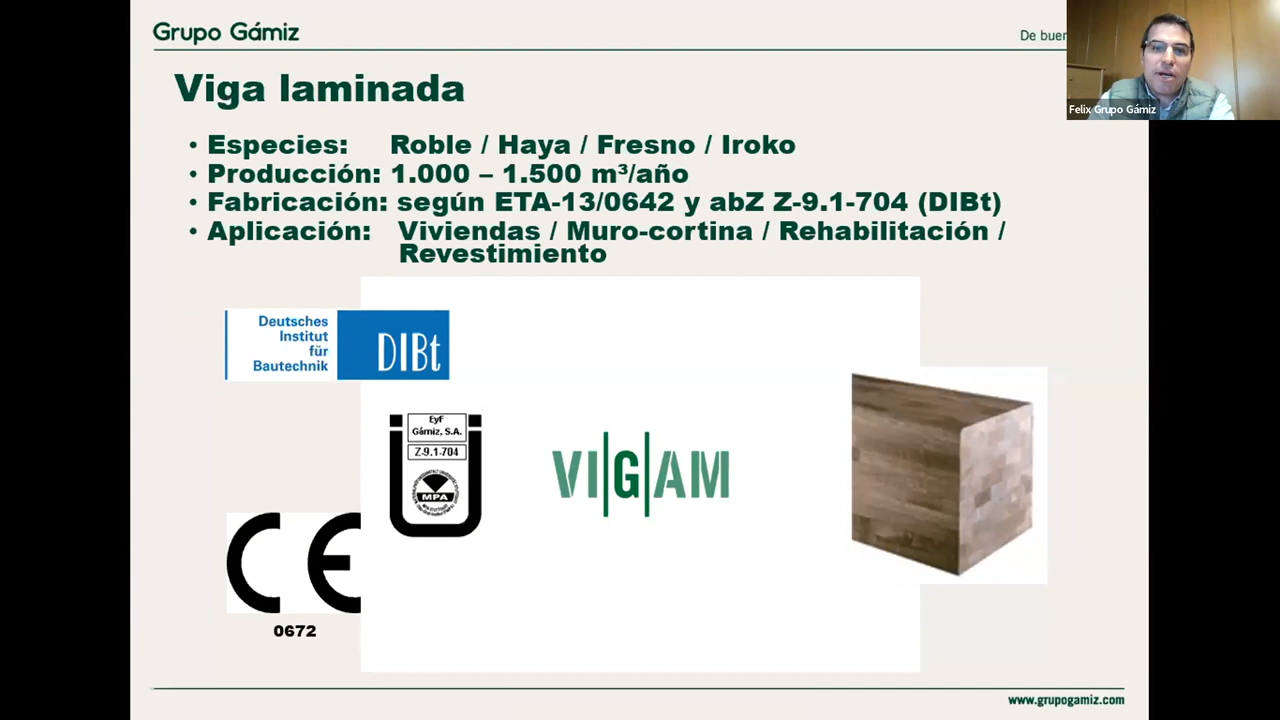 Grupo Gámiz
De buen
Felix Grupo Gámiz
Viga laminada
• Especies: Roble / Haya / Fresno / Iroko
• Producción: 1.000 – 1.500 m³/año
• Fabricación: según ETA-13/0642 y abZ Z-9.1-704 (DIBt)
• Aplicación: Viviendas / Muro-cortina / Rehabilitación /
Revestimiento
Deutsches
Institut
für
Bautechnik
DIBt
EyF
Gámiz, S.A.
Z-9.1-704
MPA
VIGAM
CE
0672
www.grupogamiz.com